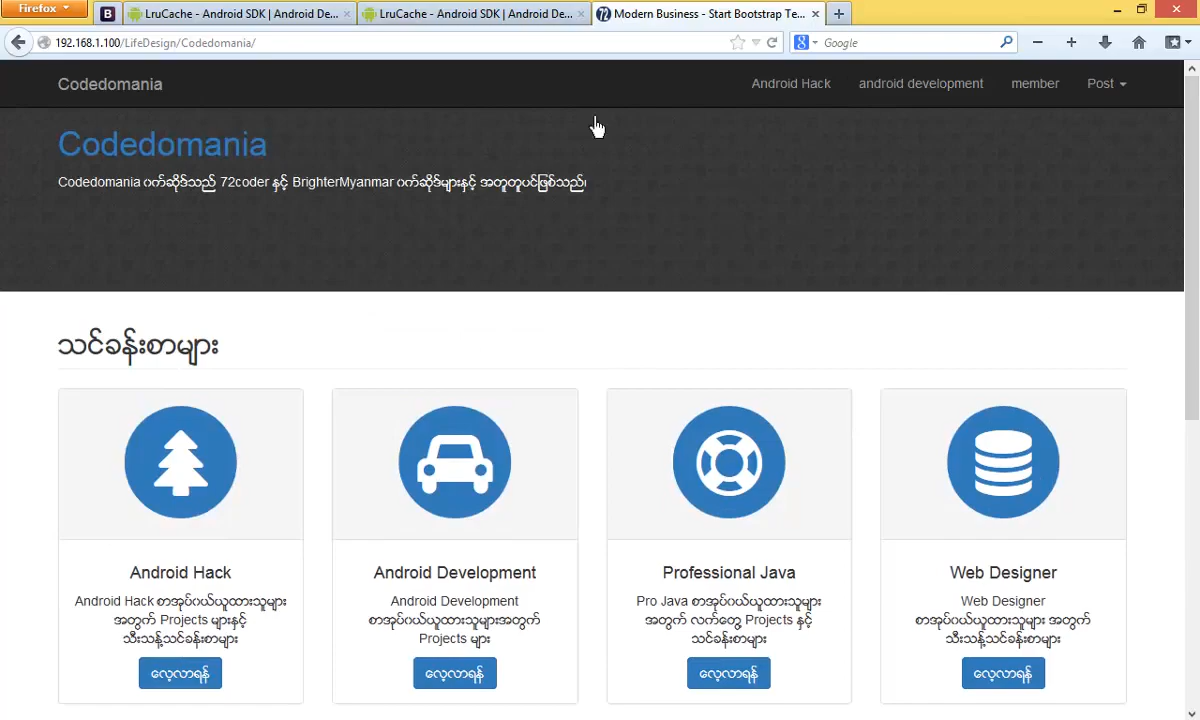 Firefox
LruCache - Android SDK | Android De...
LruCache - Android SDK | Android De...
Modern Business - Start Bootstrap Te...
192.168.1.100/LifeDesign/Codedomania/
Google
Codedomania
Android Hack
android development
member
Post
Codedomania
Codedomania ဝက်ဆိုဒ်သည် 72coder နှင့် BrighterMyanmar ဝက်ဆိုဒ်များနှင့် အတူတူပင်ဖြစ်သည်၊
သင်ခန်းစာများ
Android Hack
Android Hack စာအုပ်ဝယ်ယူထားသူများ
အတွက် Projects များနှင့်
သီးသန့်သင်ခန်းစာများ
လေ့လာရန်
Android Development
Android Development
စာအုပ်ဝယ်ယူထားသူများအတွက်
Projects များ
လေ့လာရန်
Professional Java
Pro Java စာအုပ်ဝယ်ယူထားသူများ
အတွက် လက်တွေ့ Projects နှင့်
သင်ခန်းစာများ
လေ့လာရန်
Web Designer
Web Designer
စာအုပ်ဝယ်ယူထားသူများ အတွက်
သီးသန့်သင်ခန်းစာများ
လေ့လာရန်